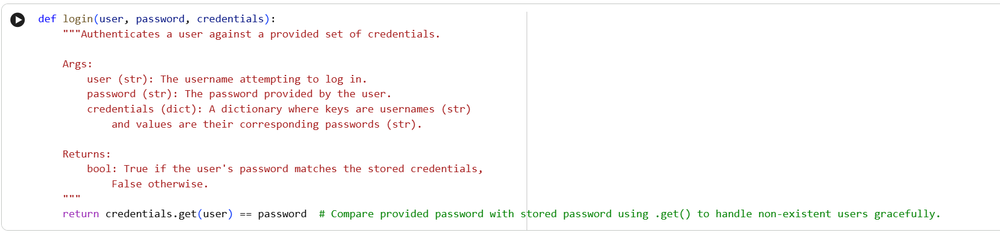 def login(user, password, credentials):
    """Authenticates a user against a provided set of credentials.

    Args:
        user (str): The username attempting to log in.
        password (str): The password provided by the user.
        credentials (dict): A dictionary where keys are usernames (str)
            and values are their corresponding passwords (str).

    Returns:
        bool: True if the user's password matches the stored credentials,
            False otherwise.
    """
    return credentials.get(user) == password  # Compare provided password with stored password using .get() to handle non-existent users gracefully.